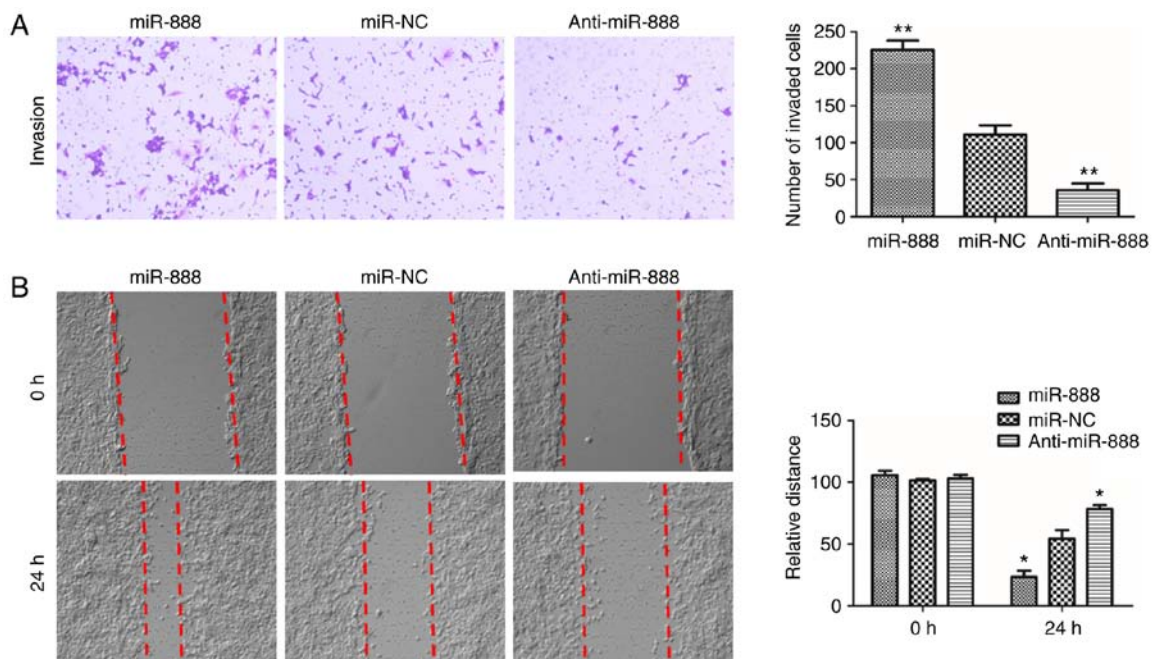 A
miR-888
miR-NC
Anti-miR-888
Invasion
Number of invaded cells
250
200
150
100
50
0
**
**
miR-888
miR-NC
Anti-miR-888
B
miR-888
miR-NC
Anti-miR-888
0 h
24 h
miR-888
miR-NC
Anti-miR-888
Relative distance
150
100
50
0
*
*
0 h
24 h